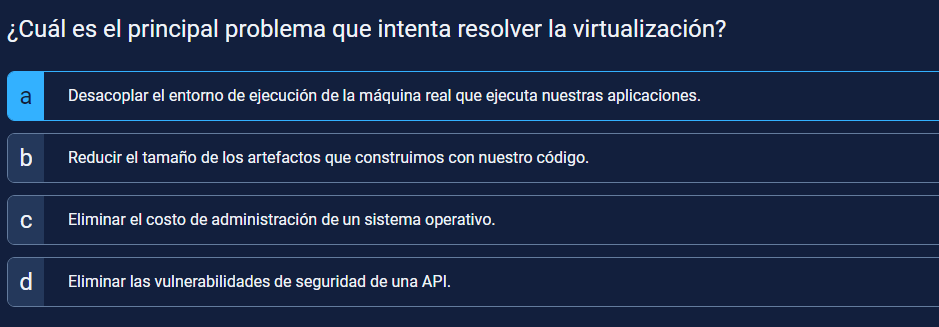 ¿Cuál es el principal problema que intenta resolver la virtualización?
a Desacoplar el entorno de ejecución de la máquina real que ejecuta nuestras aplicaciones.
b Reducir el tamaño de los artefactos que construimos con nuestro código.
c Eliminar el costo de administración de un sistema operativo.
d Eliminar las vulnerabilidades de seguridad de una API.